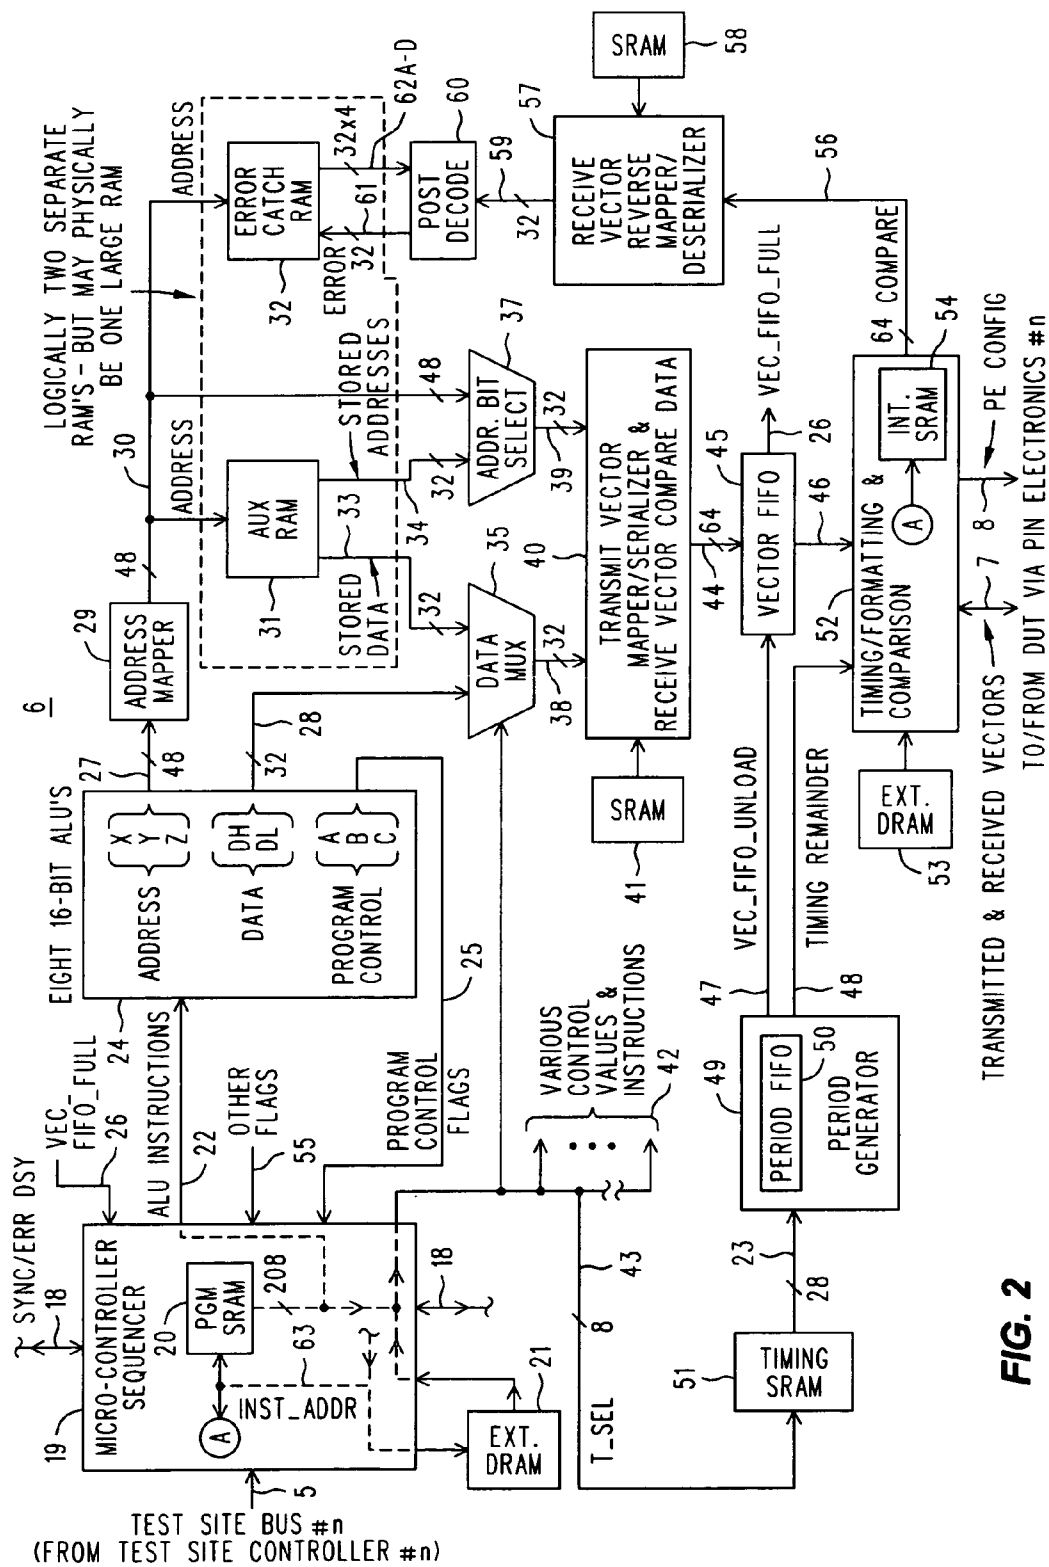 6
SYNC/ERR DSY
18
VEC_
FIFO_FULL
26
19
MICRO-CONTROLLER
SEQUENCER
20
PGM
SRAM
208
63
A
INST_ADDR
5
TEST SITE BUS #n
(FROM TEST SITE CONTROLLER #n)
ALU INSTRUCTIONS
22
OTHER
FLAGS
55
PROGRAM
CONTROL
FLAGS
25
18
EXT.
DRAM
21
EIGHT 16-BIT ALU'S
24
ADDRESS
X
Y
Z
DATA
DH
DL
PROGRAM
CONTROL
A
B
C
27
48
32
28
29
ADDRESS
MAPPER
48
30
ADDRESS
ADDRESS
LOGICALLY TWO SEPARATE
RAM'S - BUT MAY PHYSICALLY
BE ONE LARGE RAM
AUX RAM
31
STORED
DATA
33
STORED
ADDRESSES
34
32
32
ERROR
CATCH
RAM
32
32x4
62A-D
ERROR
32
61
POST
DECODE
60
59
32
DATA
MUX
35
38
32
48
ADDR. BIT
SELECT
37
39
32
40
TRANSMIT VECTOR
MAPPER/SERIALIZER &
RECEIVE VECTOR COMPARE DATA
SRAM
41
RECEIVE
VECTOR
REVERSE
MAPPER/
DESERIALIZER
57
SRAM
58
56
VARIOUS
CONTROL
VALUES &
INSTRUCTIONS
42
43
8
T_SEL
44
64
VECTOR FIFO
45
VEC_FIFO_FULL
26
46
VEC_FIFO_UNLOAD
47
TIMING REMAINDER
48
49
PERIOD FIFO
50
PERIOD
GENERATOR
23
28
51
TIMING
SRAM
52
TIMING/FORMATTING &
COMPARISON
A
INT.
SRAM
54
64 COMPARE
EXT.
DRAM
53
7
8
PE CONFIG
TRANSMITTED & RECEIVED VECTORS
TO/FROM DUT VIA PIN ELECTRONICS #n
FIG. 2